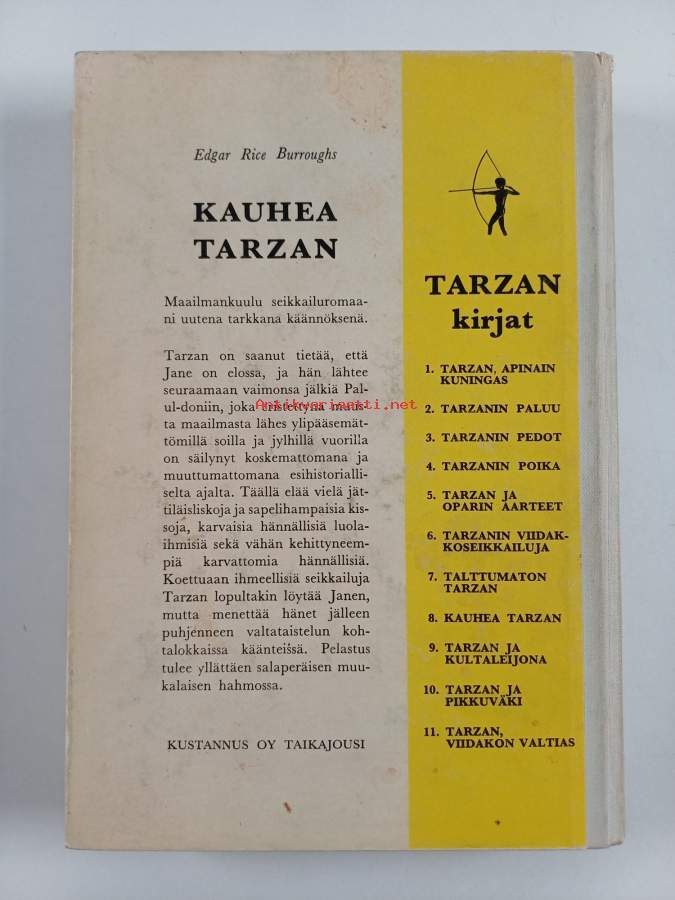 Edgar Rice Burroughs
KAUHEA
TARZAN
Maailmankuulu seikkailuromaa-
ni uutena tarkkana käännöksenä.
Tarzan on saanut tietää, että
Jane on elossa, ja hän lähtee
seuraamaan vaimonsa jälkiä Pal-
ul-doniin, joka eristettynä muus-
ta maailmasta lähes ylipääsemät-
tömillä soilla ja jylhillä vuorilla
on säilynyt koskemattomana ja
muuttumattomana esihistorialli-
selta ajalta. Täällä elää vielä jät-
tiläisliskoja ja sapelihampaisia kis-
soja, karvaisia hännällisiä luola-
ihmisiä sekä vähän kehittyneem-
piä karvattomia hännällisiä.
Koettuaan ihmeellisiä seikkailuja
Tarzan lopultakin löytää Janen,
mutta menettää hänet jälleen
puhjenneen valtataistelun koh-
talokkaissa käänteissä. Pelastus
tulee yllättäen salaperäisen muu-
kalaisen hahmossa.
KUSTANNUS OY TAIKAJOUSI
TARZAN
kirjat
1. TARZAN, APINAIN
KUNINGAS
2. TARZANIN PALUU
3. TARZANIN PEDOT
4. TARZANIN POIKA
5. TARZAN JA
OPARIN AARTEET
6. TARZANIN VIIDAK-
KOSEIKKAILUJA
7. TALTTUMATON
TARZAN
8. KAUHEA TARZAN
9. TARZAN JA
KULTALEIJONA
10. TARZAN JA
PIKKUVÄKI
11. TARZAN,
VIIDAKON VALTIAS
Antikvariaatti.net